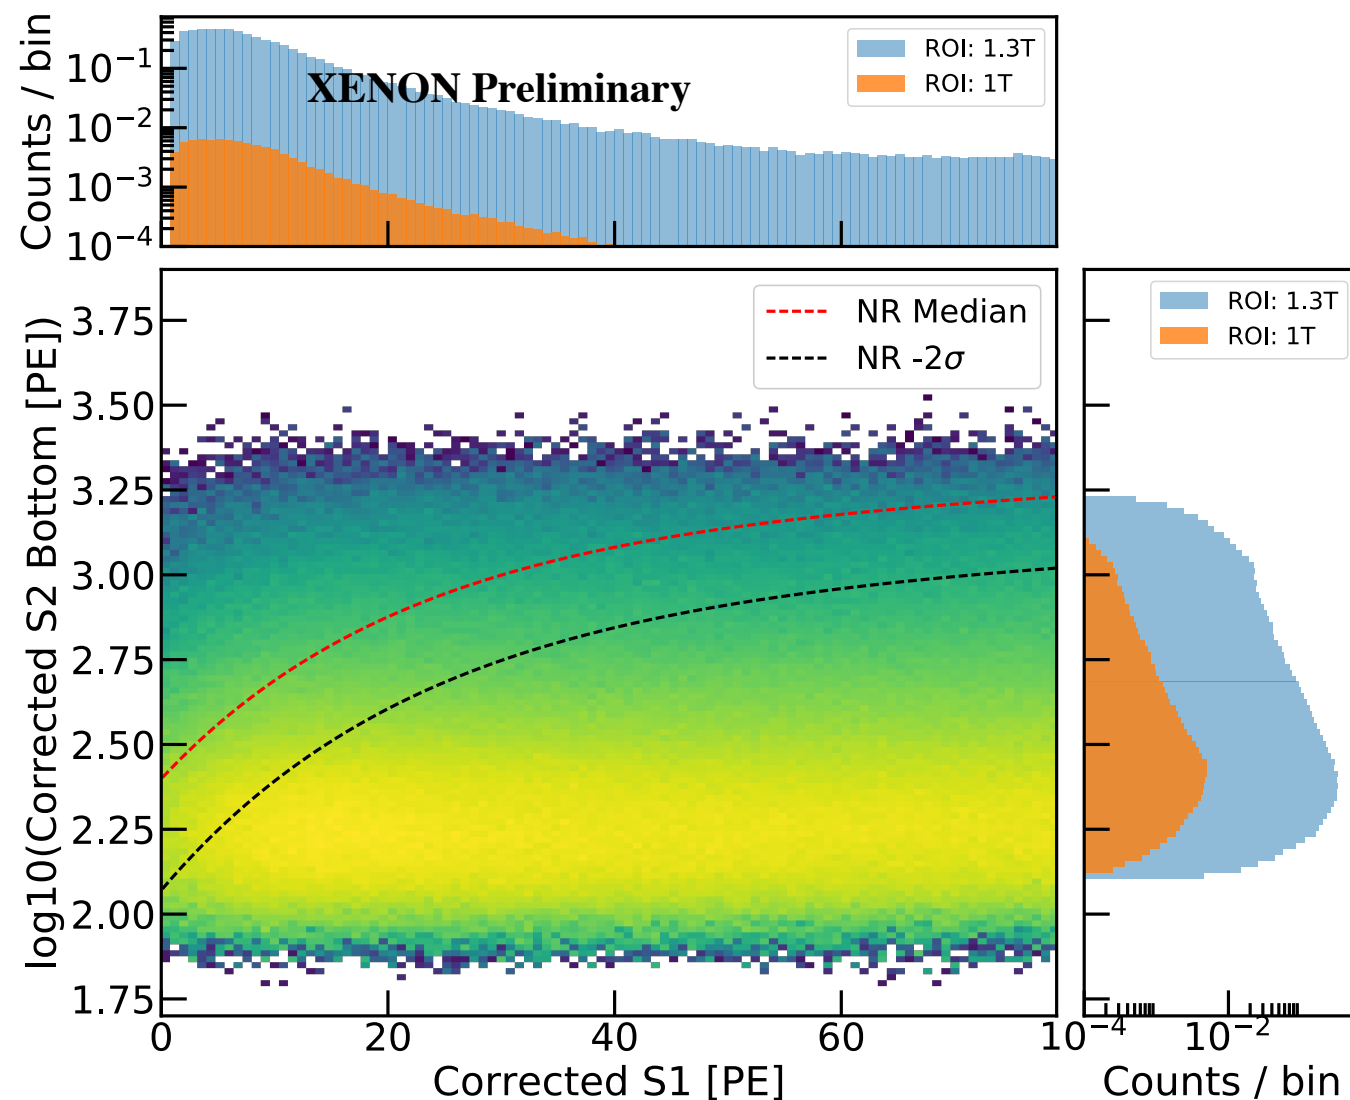 Counts / bin
10⁻¹
10⁻²
10⁻³
10⁻⁴
XENON Preliminary
ROI: 1.3T
ROI: 1T
log10(Corrected S2 Bottom [PE])
3.75
3.50
3.25
3.00
2.75
2.50
2.25
2.00
1.75
NR Median
NR -2σ
0
20
40
60
Corrected S1 [PE]
ROI: 1.3T
ROI: 1T
10⁻⁴
10⁻²
Counts / bin